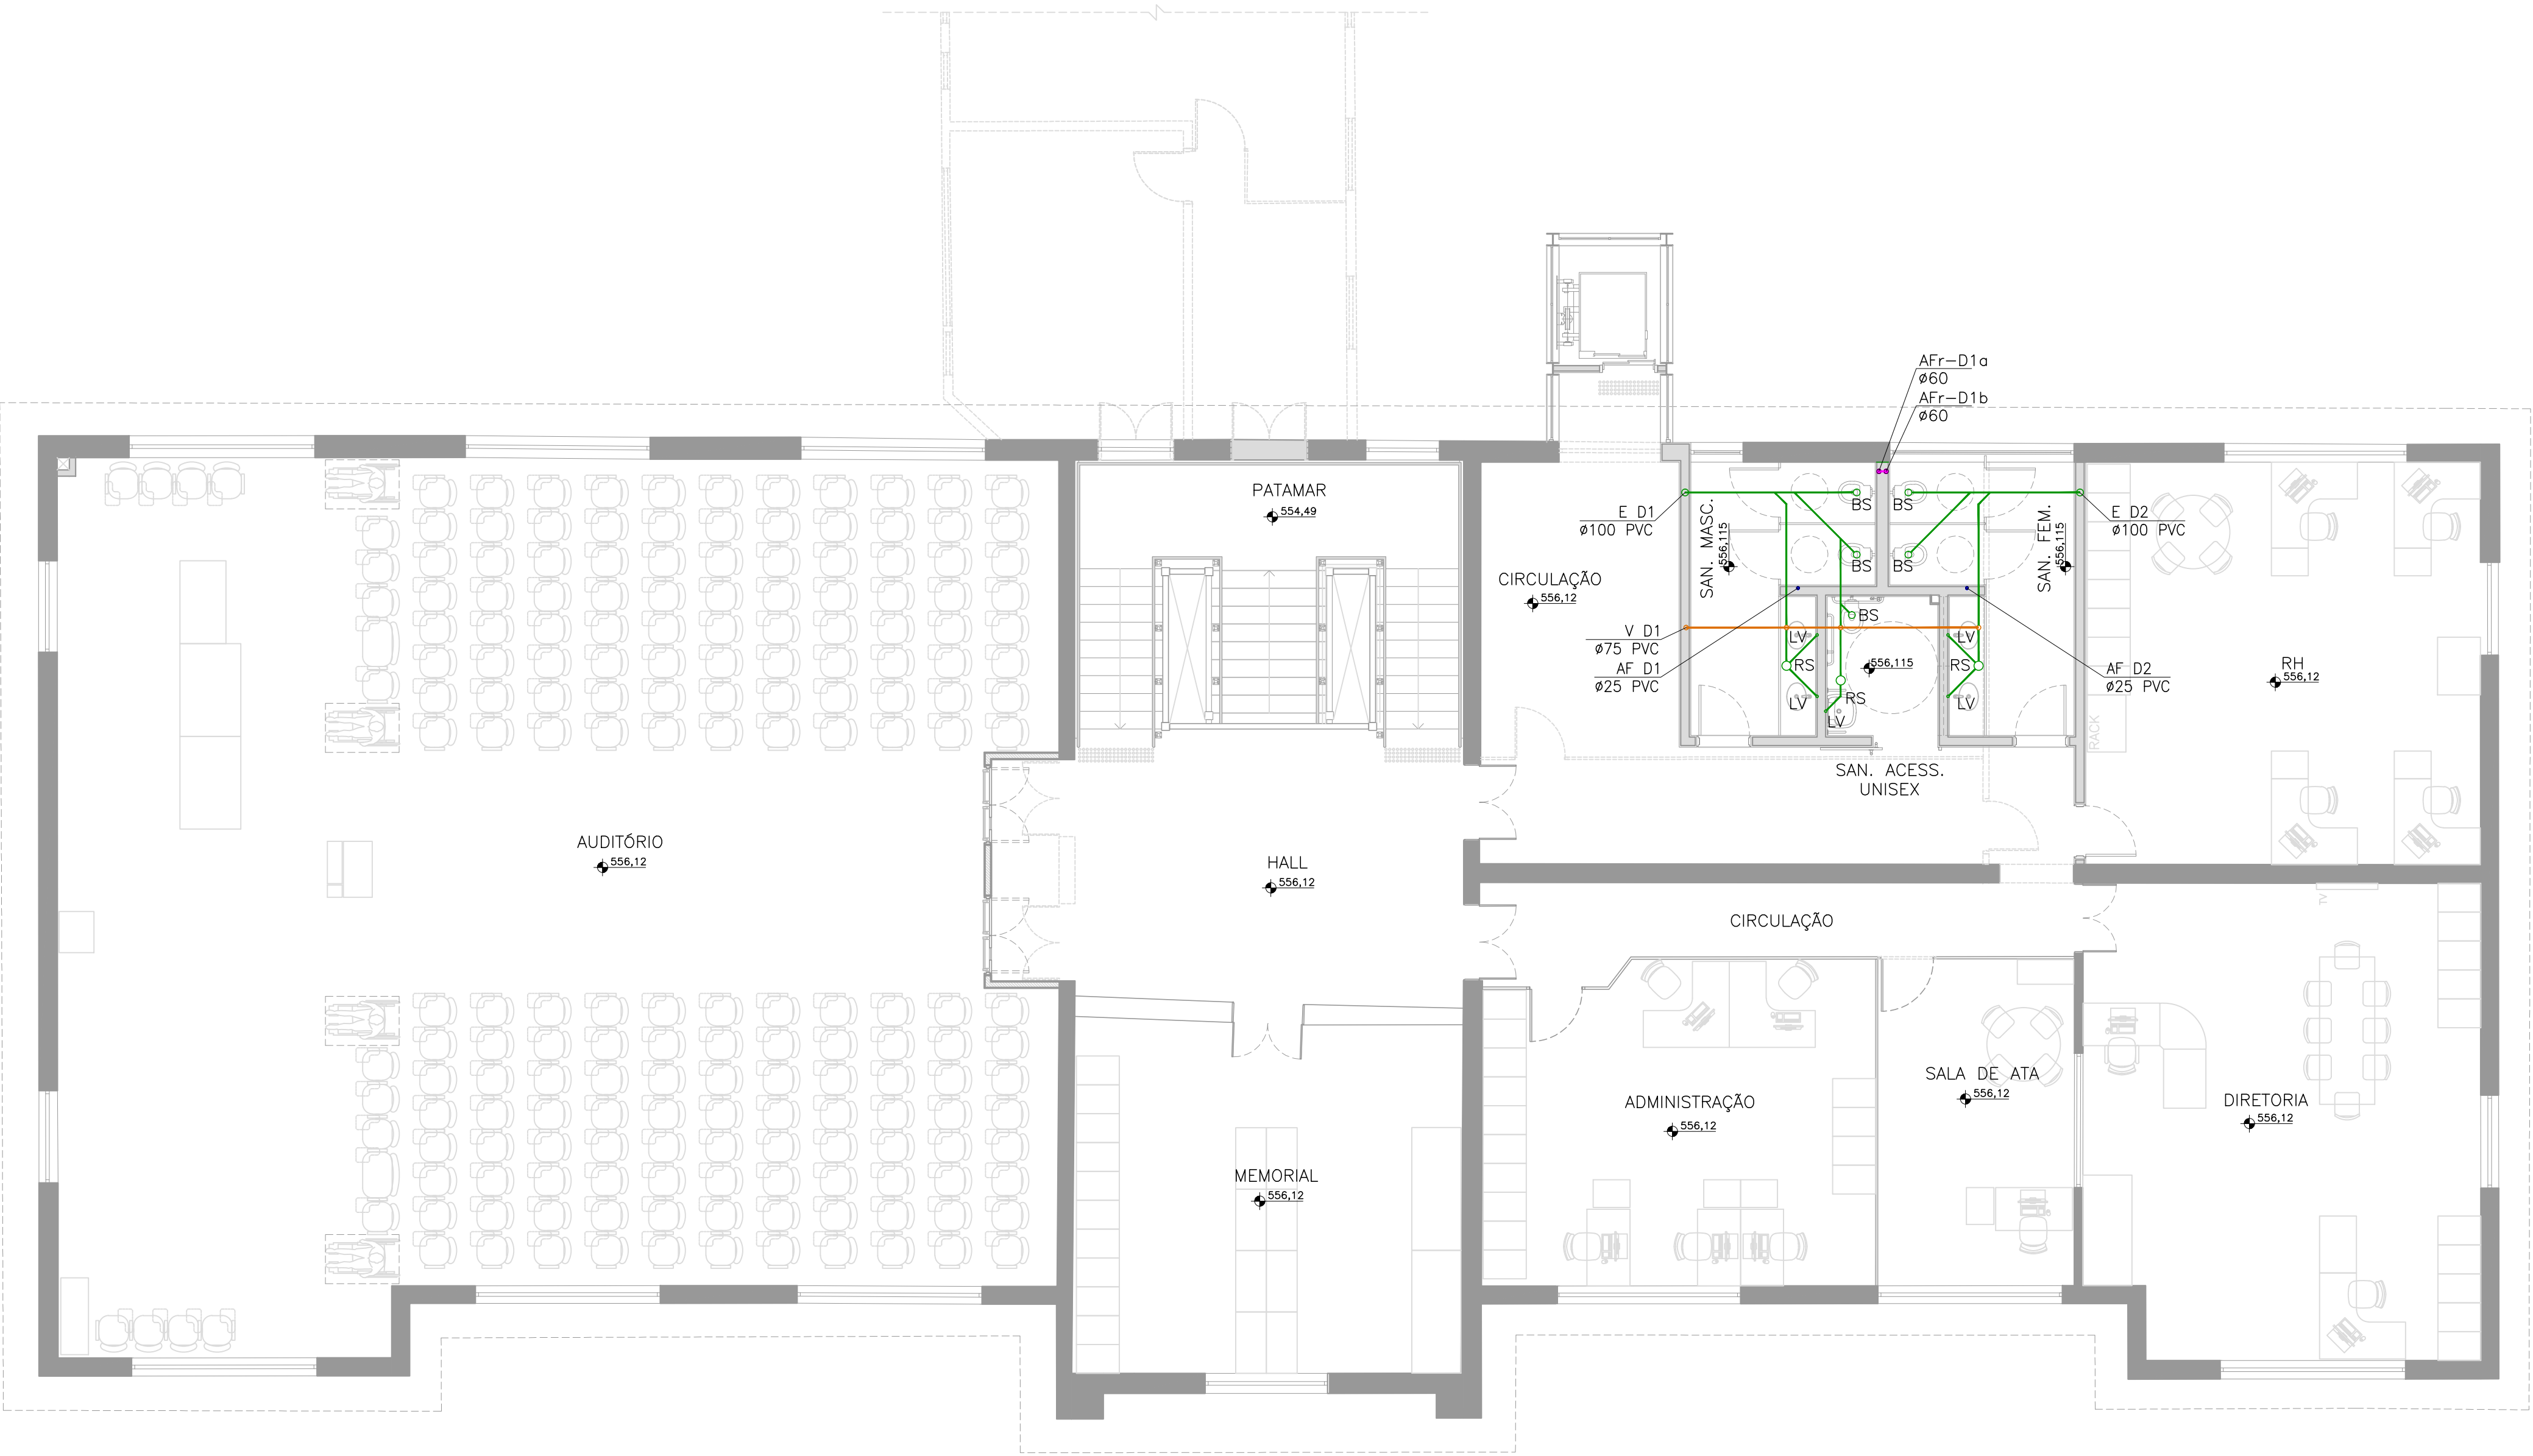 AFr-D1a
ø60
AFr-D1b
ø60
PATAMAR
554,49
E D1
ø100 PVC
SAN. MASC.
556,115
BS
BS
BS
BS
SAN. FEM.
556,115
E D2
ø100 PVC
CIRCULAÇÃO
556,12
BS
V D1
ø75 PVC
AF D1
ø25 PVC
LV
RS
LV
556,115
RS
LV
LV
RS
LV
AF D2
ø25 PVC
RH
556,12
RACK
SAN. ACESS.
UNISEX
AUDITÓRIO
556,12
HALL
556,12
CIRCULAÇÃO
TV
SALA DE ATA
556,12
ADMINISTRAÇÃO
556,12
DIRETORIA
556,12
MEMORIAL
556,12